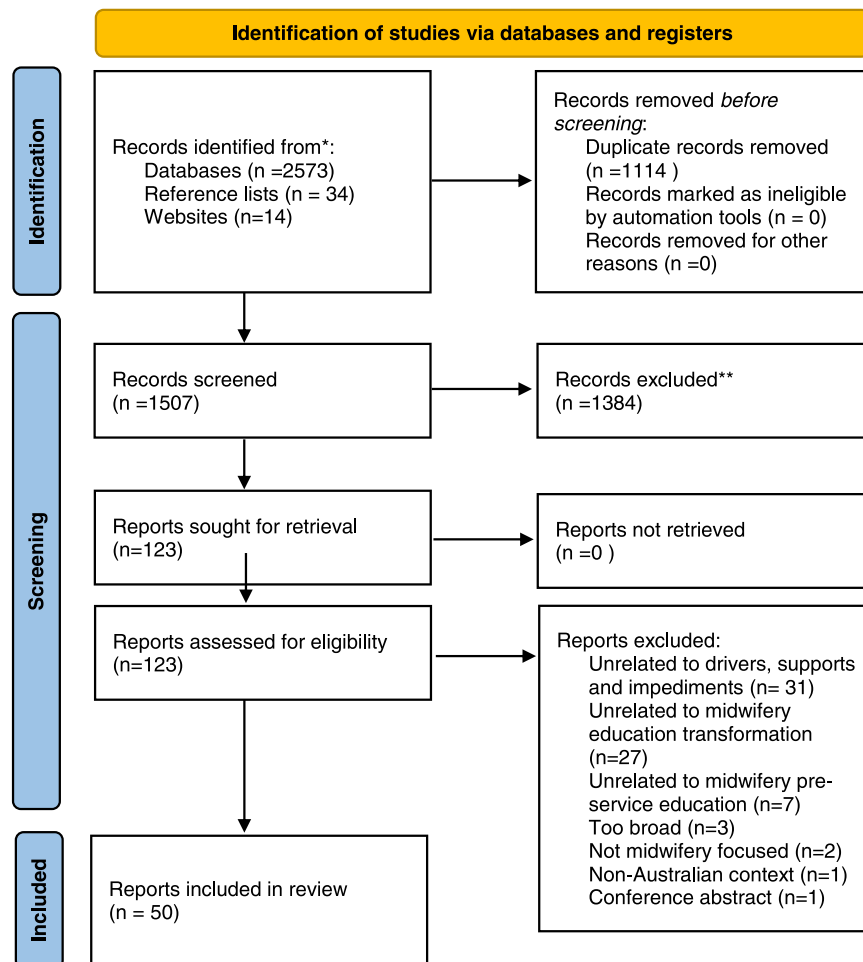 Identification of studies via databases and registers
Identification
Records identified from*:
Databases (n =2573)
Reference lists (n = 34)
Websites (n=14)
Records removed before
screening:
Duplicate records removed
(n =1114 )
Records marked as ineligible
by automation tools (n = 0)
Records removed for other
reasons (n =0)
Screening
Records screened
(n =1507)
Records excluded**
(n =1384)
Reports sought for retrieval
(n=123)
Reports not retrieved
(n =0 )
Reports assessed for eligibility
(n=123)
Reports excluded:
Unrelated to drivers, supports
and impediments (n= 31)
Unrelated to midwifery
education transformation
(n=27)
Unrelated to midwifery pre-
service education (n=7)
Too broad (n=3)
Not midwifery focused (n=2)
Non-Australian context (n=1)
Conference abstract (n=1)
Included
Reports included in review
(n = 50)